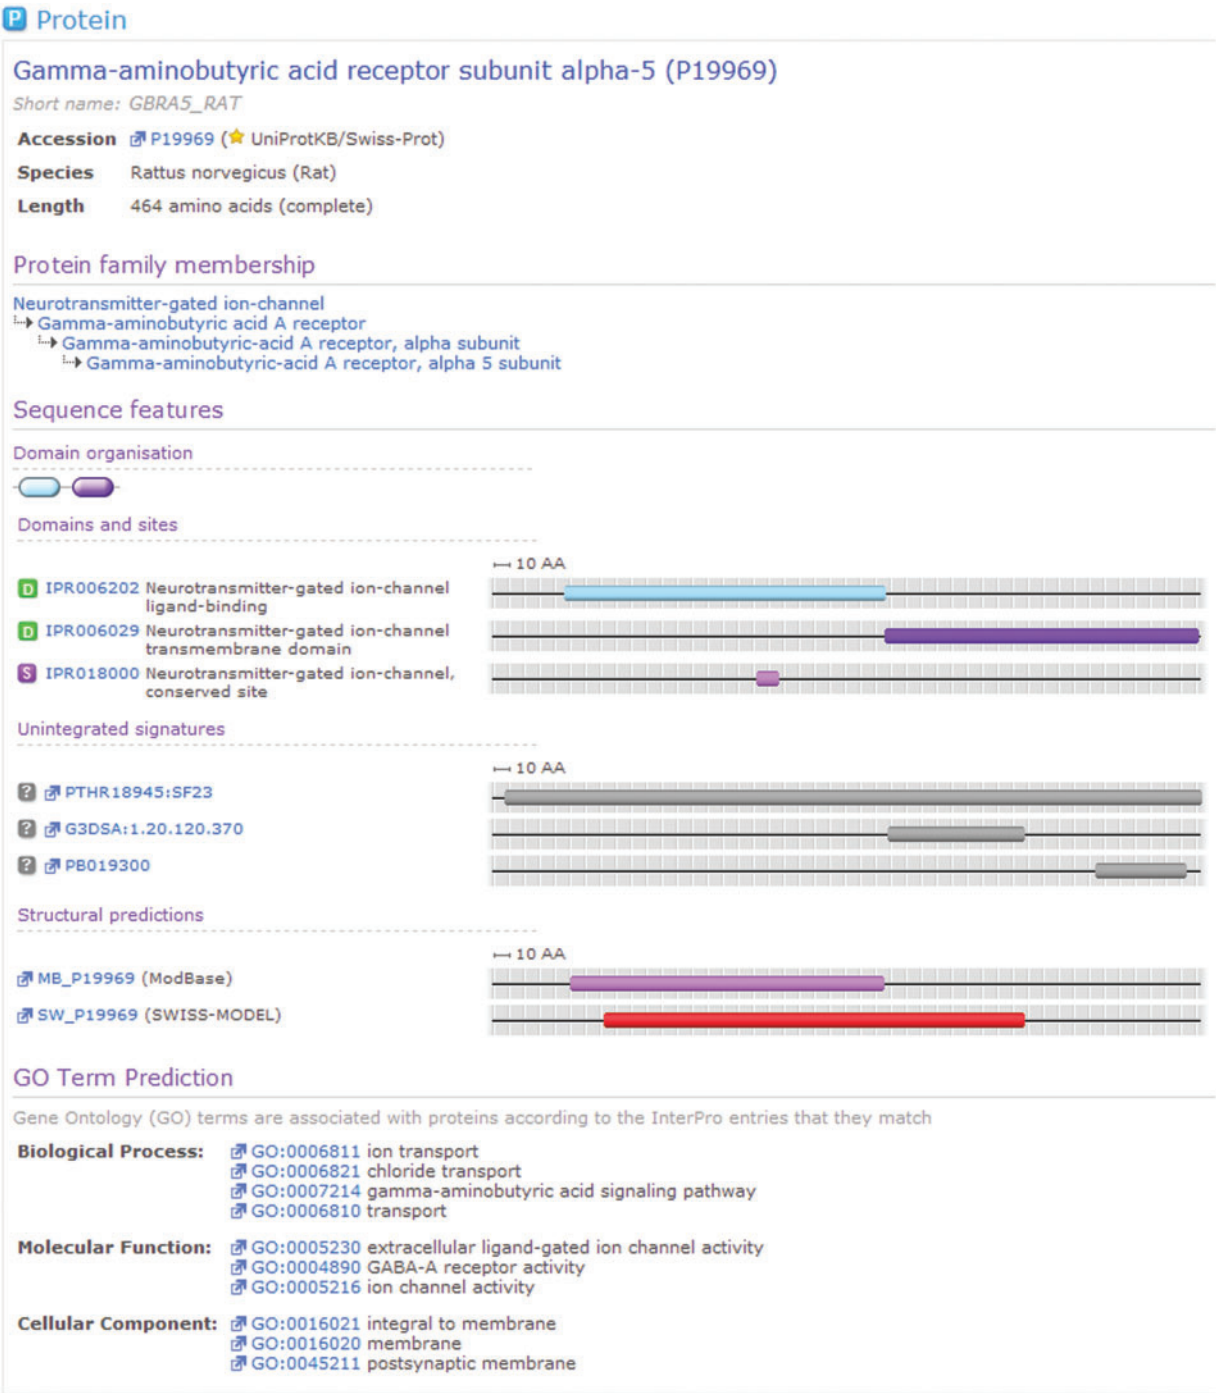 P Protein
Gamma-aminobutyric acid receptor subunit alpha-5 (P19969)
Short name: GBRA5_RAT
Accession P19969 (UniProtKB/Swiss-Prot)
Species Rattus norvegicus (Rat)
Length 464 amino acids (complete)
Protein family membership
Neurotransmitter-gated ion-channel
Gamma-aminobutyric acid A receptor
Gamma-aminobutyric-acid A receptor, alpha subunit
Gamma-aminobutyric-acid A receptor, alpha 5 subunit
Sequence features
Domain organisation
Domains and sites
10 AA
D IPR006202 Neurotransmitter-gated ion-channel
ligand-binding
D IPR006029 Neurotransmitter-gated ion-channel
transmembrane domain
S IPR018000 Neurotransmitter-gated ion-channel,
conserved site
Unintegrated signatures
10 AA
? PTHR18945:SF23
? G3DSA:1.20.120.370
? PB019300
Structural predictions
10 AA
MB_P19969 (ModBase)
SW_P19969 (SWISS-MODEL)
GO Term Prediction
Gene Ontology (GO) terms are associated with proteins according to the InterPro entries that they match
Biological Process: GO:0006811 ion transport
GO:0006821 chloride transport
GO:0007214 gamma-aminobutyric acid signaling pathway
GO:0006810 transport
Molecular Function: GO:0005230 extracellular ligand-gated ion channel activity
GO:0004890 GABA-A receptor activity
GO:0005216 ion channel activity
Cellular Component: GO:0016021 integral to membrane
GO:0016020 membrane
GO:0045211 postsynaptic membrane